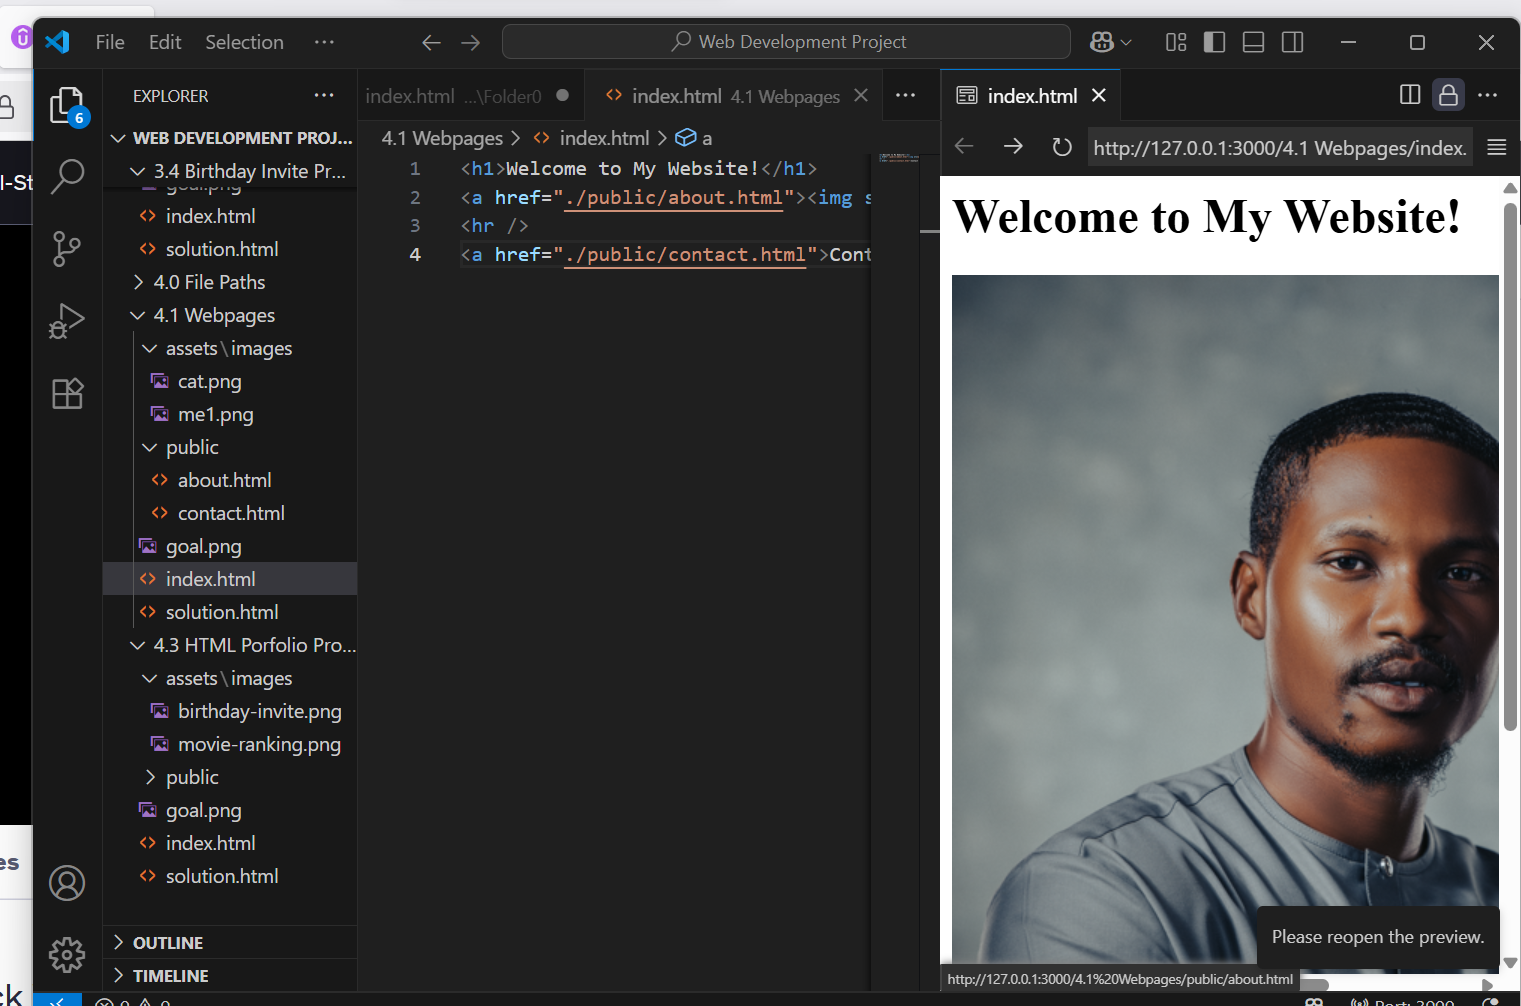 File Edit Selection ···
Web Development Project
EXPLORER
6
WEB DEVELOPMENT PROJ...
3.4 Birthday Invite Pr...
goal.png
index.html
solution.html
4.0 File Paths
4.1 Webpages
assets\images
cat.png
me1.png
public
about.html
contact.html
goal.png
index.html
solution.html
4.3 HTML Porfolio Pro...
assets\images
birthday-invite.png
movie-ranking.png
public
goal.png
index.html
solution.html
OUTLINE
TIMELINE
index.html ...\Folder0
index.html 4.1 Webpages
4.1 Webpages > index.html > a
1 <h1>Welcome to My Website!</h1>
2 <a href="./public/about.html"><img s
3 <hr />
4 <a href="./public/contact.html">Cont
index.html
http://127.0.0.1:3000/4.1 Webpages/index.
Welcome to My Website!
Please reopen the preview.
http://127.0.0.1:3000/4.1%20Webpages/public/about.html
0 0
Port: 3000
l-St
es
ck